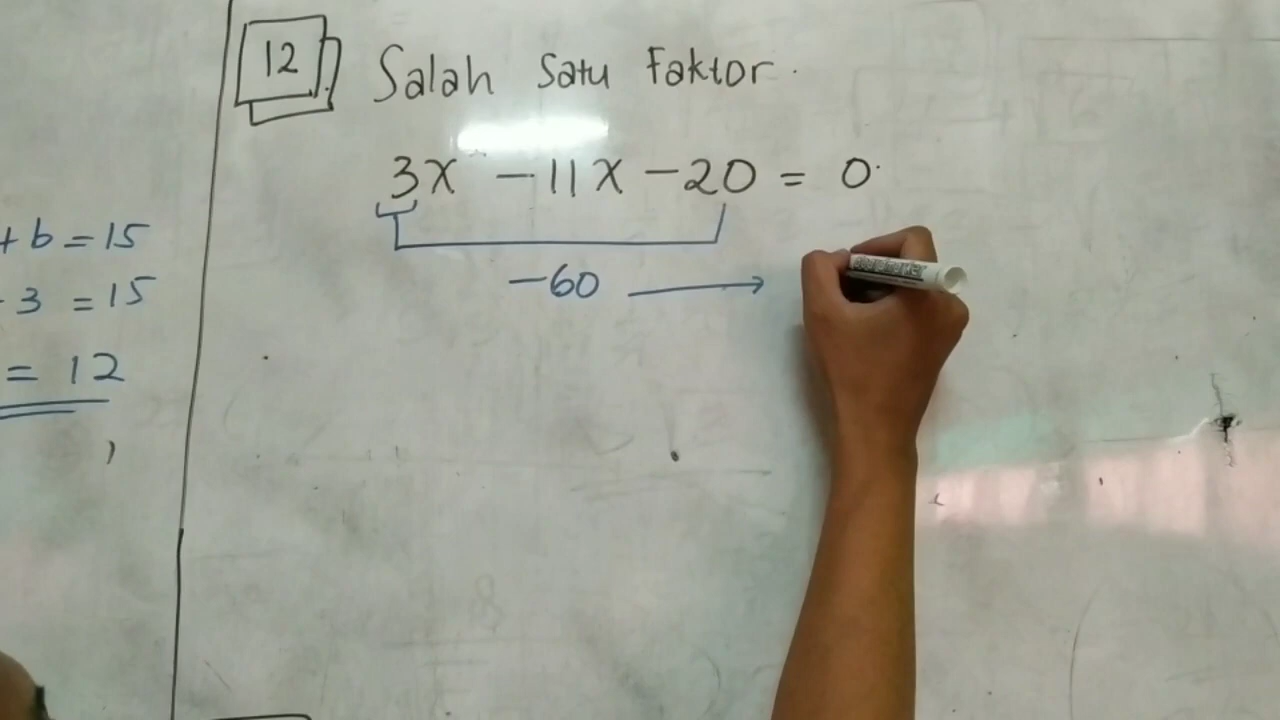 12 Salah satu Faktor.
3x -11x -20 = 0.
-60 →
+ b = 15
3 = 15
= 12